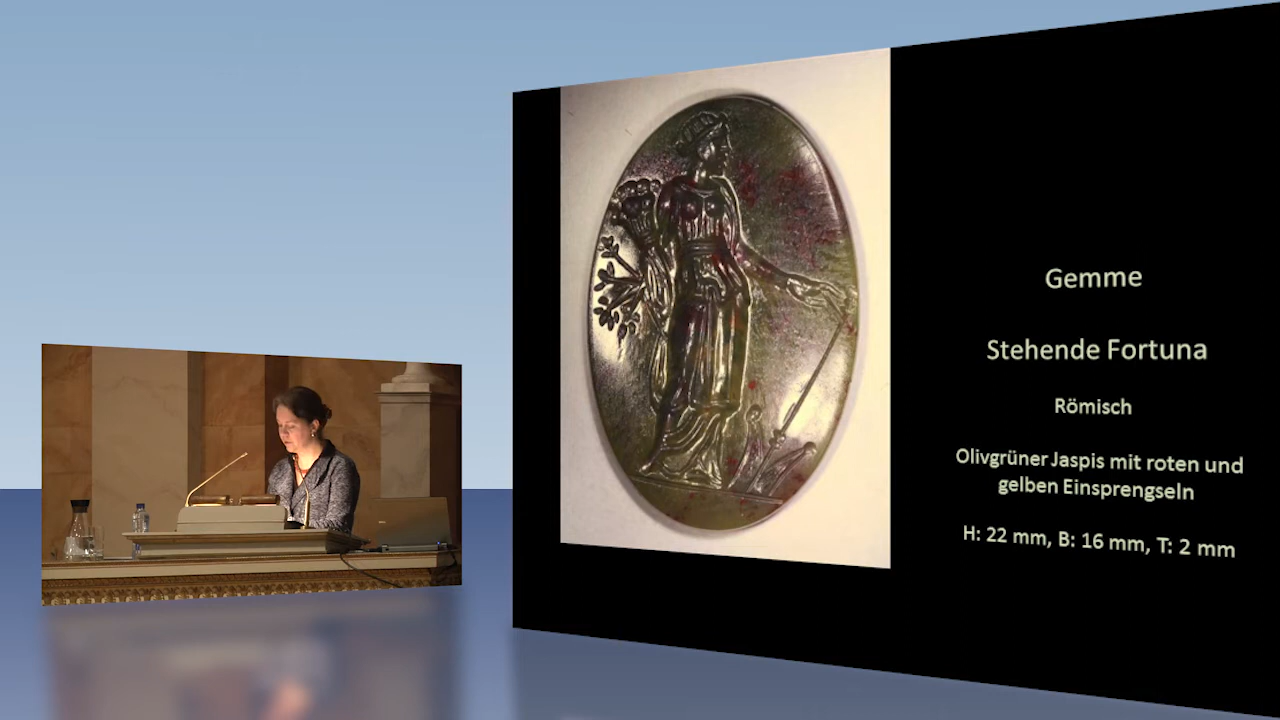 Gemme
Stehende Fortuna
Römisch
Olivgrüner Jaspis mit roten und
gelben Einsprengseln
H: 22 mm, B: 16 mm, T: 2 mm